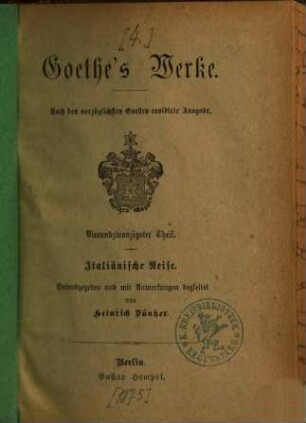 [4.]
Goethe's Werke.
Nach den vorzüglichsten Quellen revidirte Ausgabe.
Vierundzwanzigster Theil.
Italiänische Reise.
Herausgegeben und mit Anmerkungen begleitet
von
Heinrich Düntzer.
Berlin.
Gustav Hempel.
[1875]